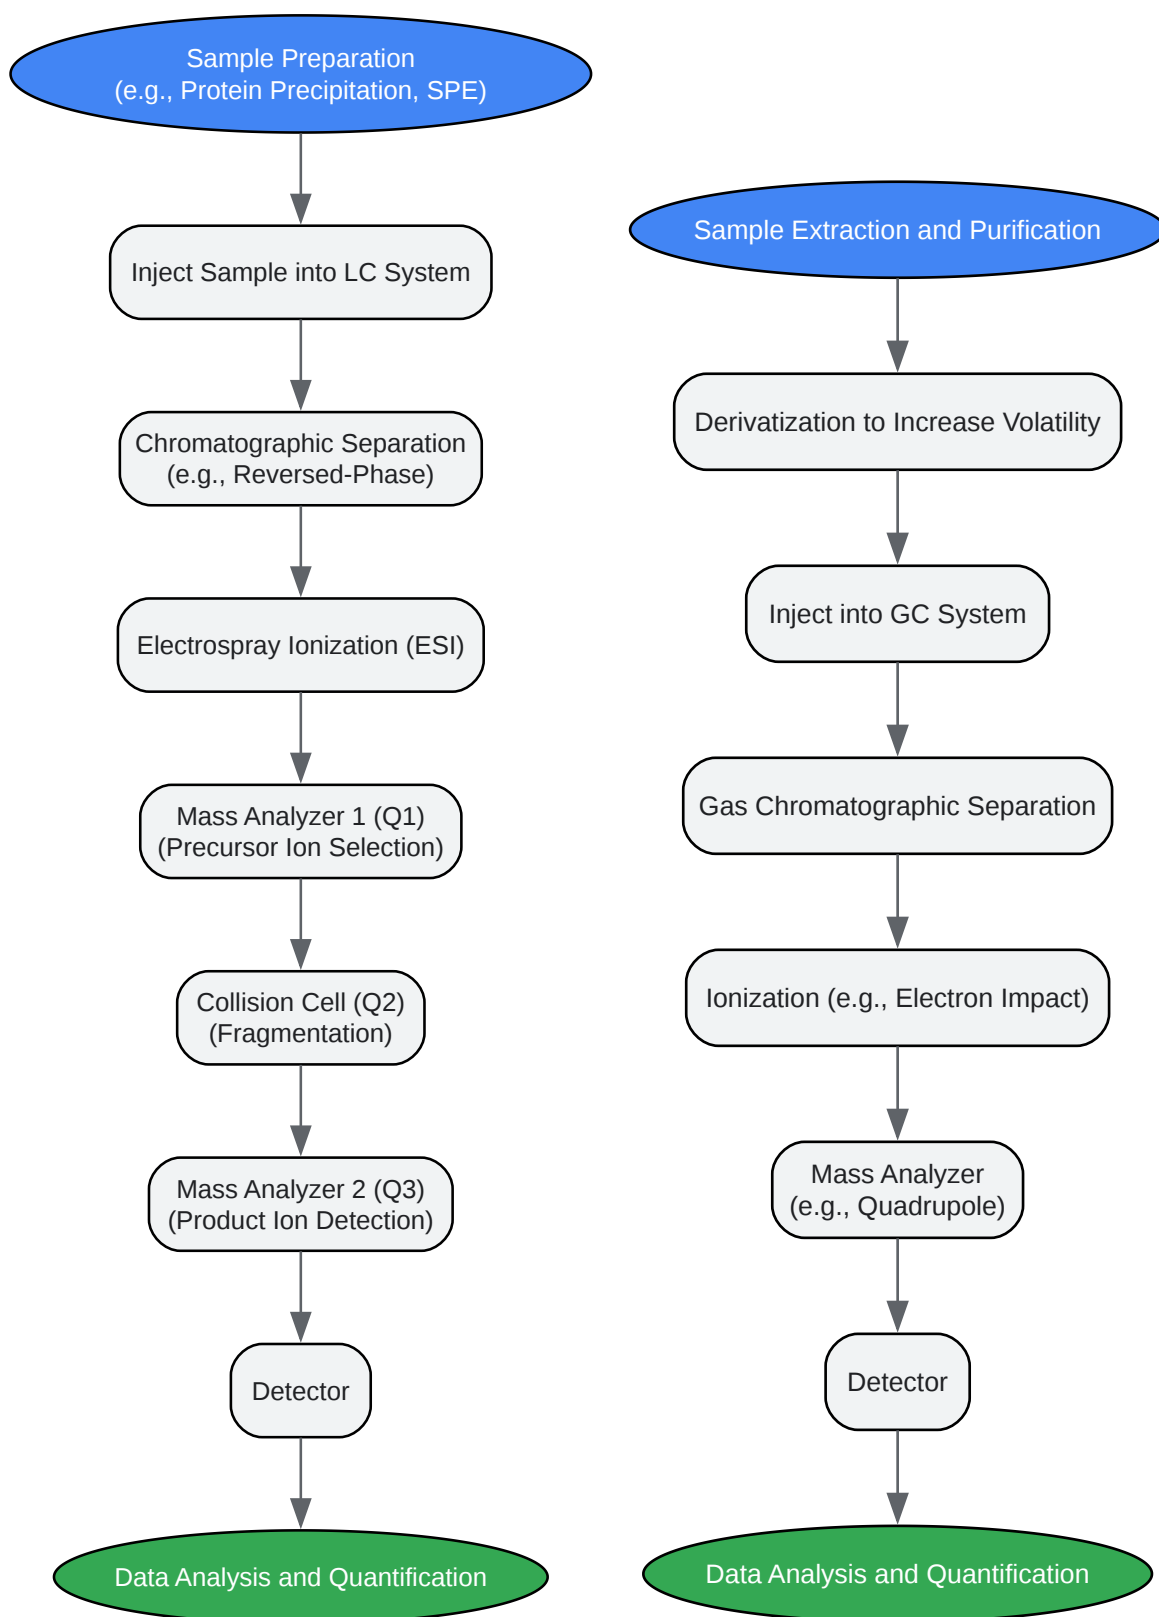 Sample Preparation
(e.g., Protein Precipitation, SPE)
Inject Sample into LC System
Chromatographic Separation
(e.g., Reversed-Phase)
Electrospray Ionization (ESI)
Mass Analyzer 1 (Q1)
(Precursor Ion Selection)
Collision Cell (Q2)
(Fragmentation)
Mass Analyzer 2 (Q3)
(Product Ion Detection)
Detector
Data Analysis and Quantification
Sample Extraction and Purification
Derivatization to Increase Volatility
Inject into GC System
Gas Chromatographic Separation
Ionization (e.g., Electron Impact)
Mass Analyzer
(e.g., Quadrupole)
Detector
Data Analysis and Quantification